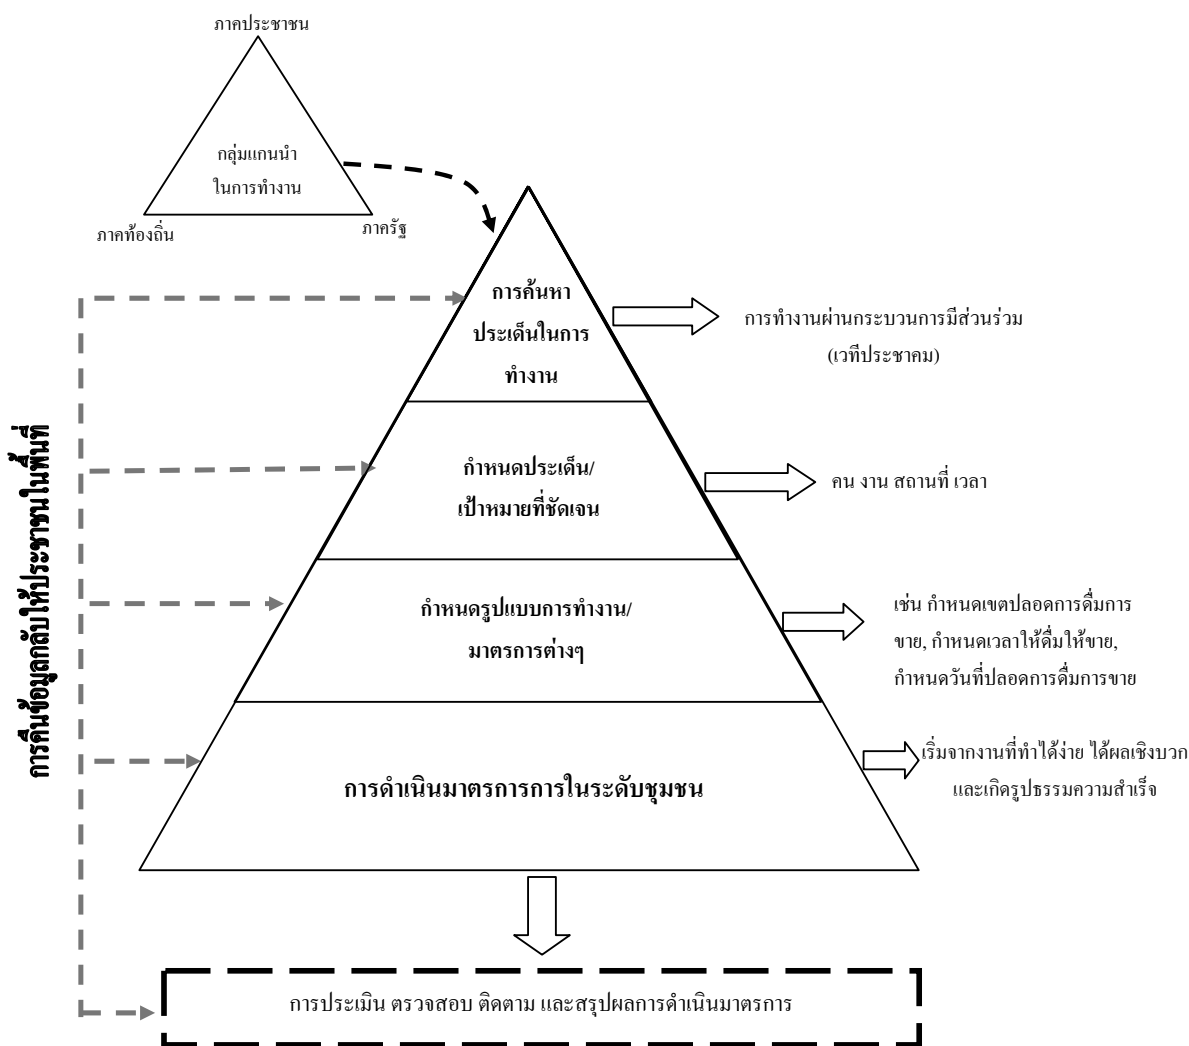 ภาคประชาชน
กลุ่มแกนนำ
ในการทำงาน
ภาคท้องถิ่น
ภาครัฐ
การค้นหา
ประเด็นในการ
ทำงาน
การทำงานผ่านกระบวนการมีส่วนร่วม
(เวทีประชาคม)
กำหนดประเด็น/
เป้าหมายที่ชัดเจน
คน งาน สถานที่ เวลา
กำหนดรูปแบบการทำงาน/
มาตรการต่างๆ
เช่น กำหนดเขตปลอดการดื่มการ
ขาย, กำหนดเวลาให้ดื่มให้ขาย,
กำหนดวันที่ปลอดการดื่มการขาย
การดำเนินมาตรการการในระดับชุมชน
เริ่มจากงานที่ทำได้ง่าย ได้ผลเชิงบวก
และเกิดรูปธรรมความสำเร็จ
การคืนข้อมูลกลับให้ประชาชนในพื้นที่
การประเมิน ตรวจสอบ ติดตาม และสรุปผลการดำเนินมาตรการ